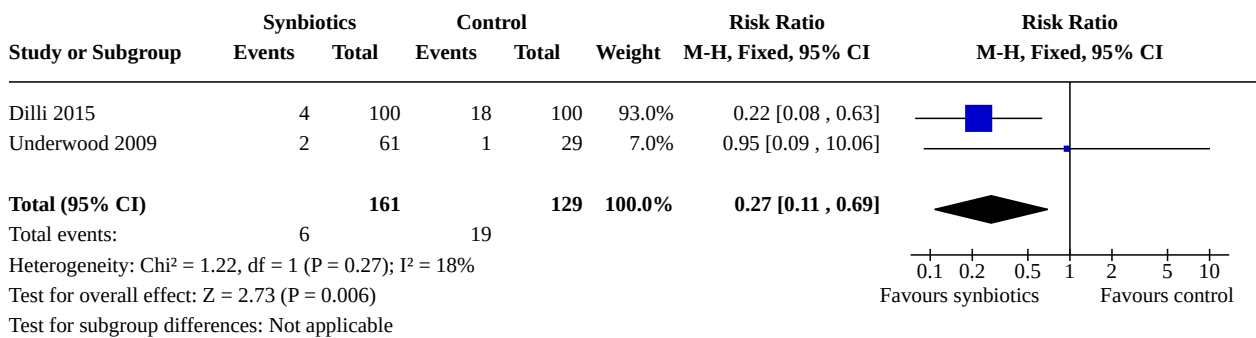 Synbiotics Control Risk Ratio Risk Ratio
Study or Subgroup Events Total Events Total Weight M-H, Fixed, 95% CI M-H, Fixed, 95% CI
Dilli 2015 4 100 18 100 93.0% 0.22 [0.08 , 0.63]
Underwood 2009 2 61 1 29 7.0% 0.95 [0.09 , 10.06]
Total (95% CI) 161 129 100.0% 0.27 [0.11 , 0.69]
Total events: 6 19
Heterogeneity: Chi² = 1.22, df = 1 (P = 0.27); I² = 18%
0.1 0.2 0.5 1 2 5 10
Test for overall effect: Z = 2.73 (P = 0.006)
Favours synbiotics Favours control
Test for subgroup differences: Not applicable